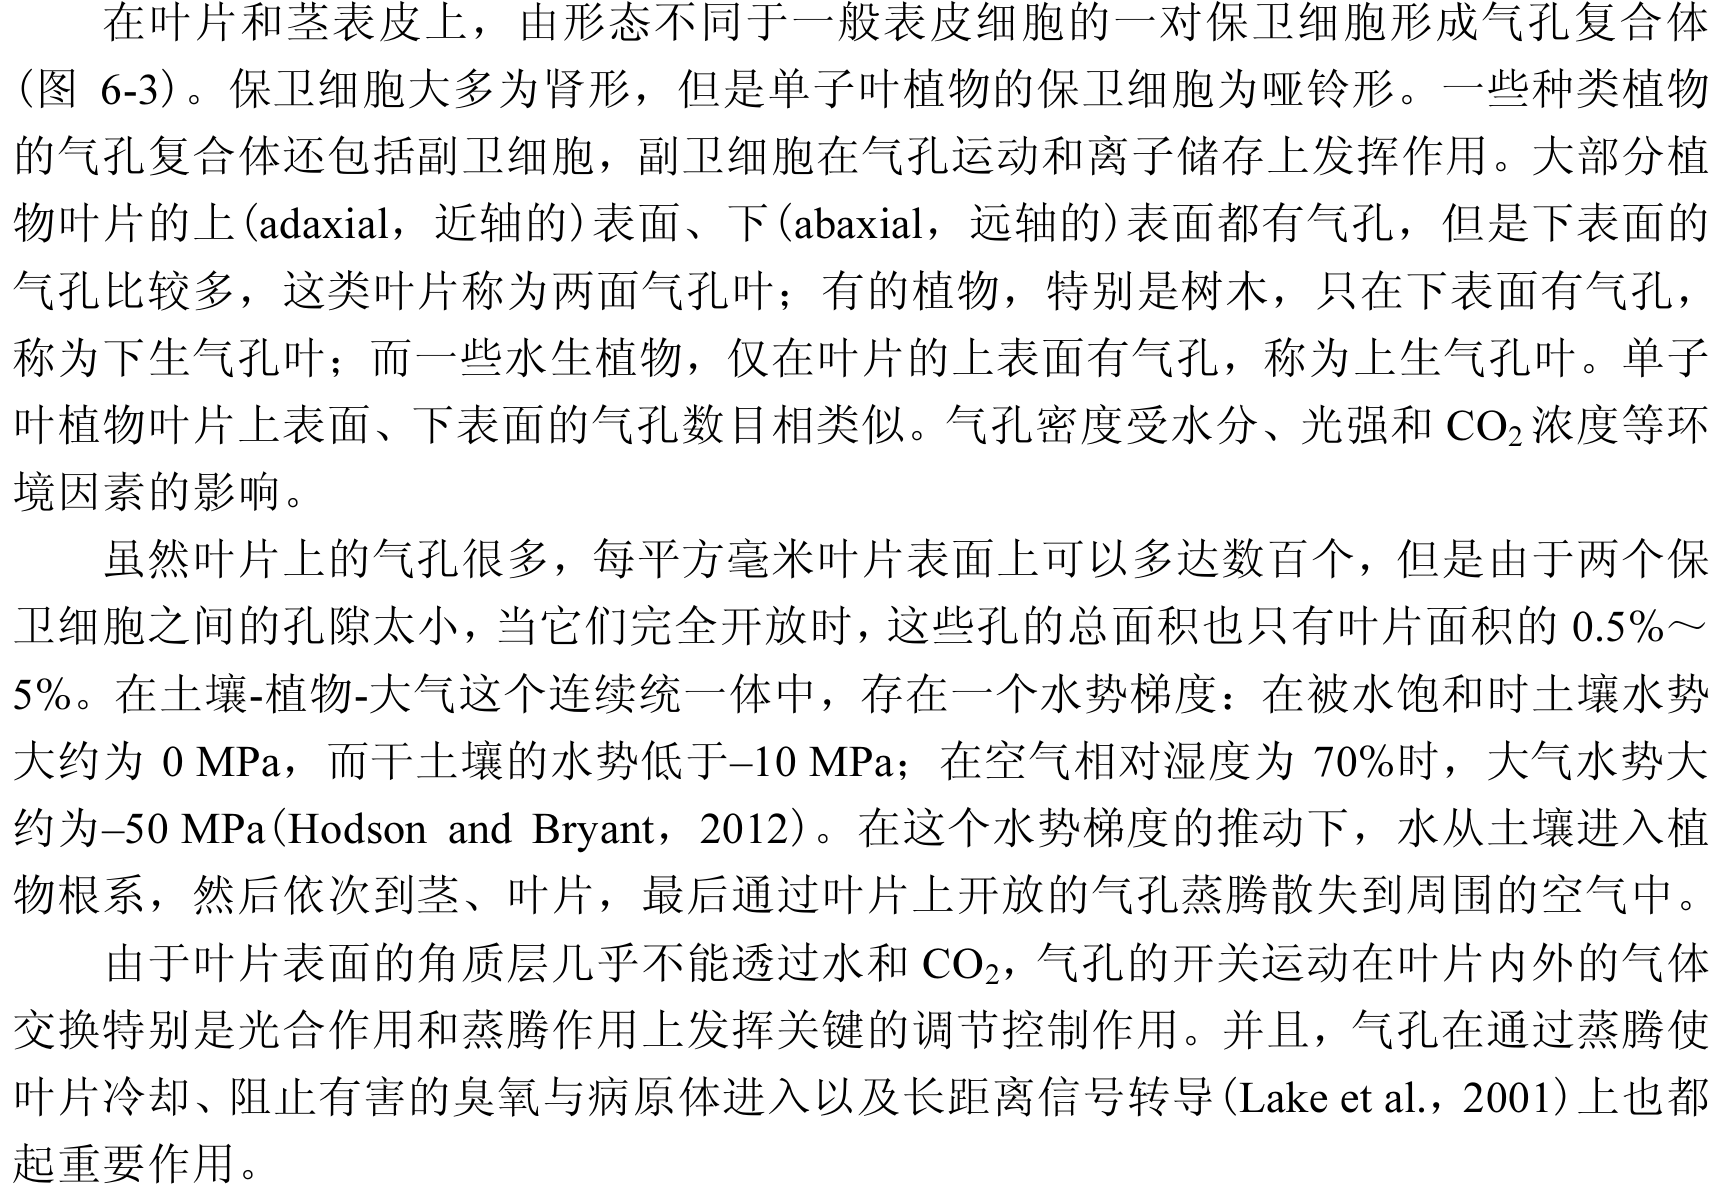 在叶片和茎表皮上，由形态不同于一般表皮细胞的一对保卫细胞形成气孔复合体
(图 6-3)。保卫细胞大多为肾形，但是单子叶植物的保卫细胞为哑铃形。一些种类植物
的气孔复合体还包括副卫细胞，副卫细胞在气孔运动和离子储存上发挥作用。大部分植
物叶片的上(adaxial，近轴的)表面、下(abaxial，远轴的)表面都有气孔，但是下表面的
气孔比较多，这类叶片称为两面气孔叶；有的植物，特别是树木，只在下表面有气孔，
称为下生气孔叶；而一些水生植物，仅在叶片的上表面有气孔，称为上生气孔叶。单子
叶植物叶片上表面、下表面的气孔数目相类似。气孔密度受水分、光强和 CO₂浓度等环
境因素的影响。
虽然叶片上的气孔很多，每平方毫米叶片表面上可以多达数百个，但是由于两个保
卫细胞之间的孔隙太小，当它们完全开放时，这些孔的总面积也只有叶片面积的 0.5%～
5%。在土壤-植物-大气这个连续统一体中，存在一个水势梯度：在被水饱和时土壤水势
大约为 0 MPa，而干土壤的水势低于–10 MPa；在空气相对湿度为 70%时，大气水势大
约为–50 MPa(Hodson and Bryant，2012)。在这个水势梯度的推动下，水从土壤进入植
物根系，然后依次到茎、叶片，最后通过叶片上开放的气孔蒸腾散失到周围的空气中。
由于叶片表面的角质层几乎不能透过水和 CO₂，气孔的开关运动在叶片内外的气体
交换特别是光合作用和蒸腾作用上发挥关键的调节控制作用。并且，气孔在通过蒸腾使
叶片冷却、阻止有害的臭氧与病原体进入以及长距离信号转导(Lake et al.，2001)上也都
起重要作用。